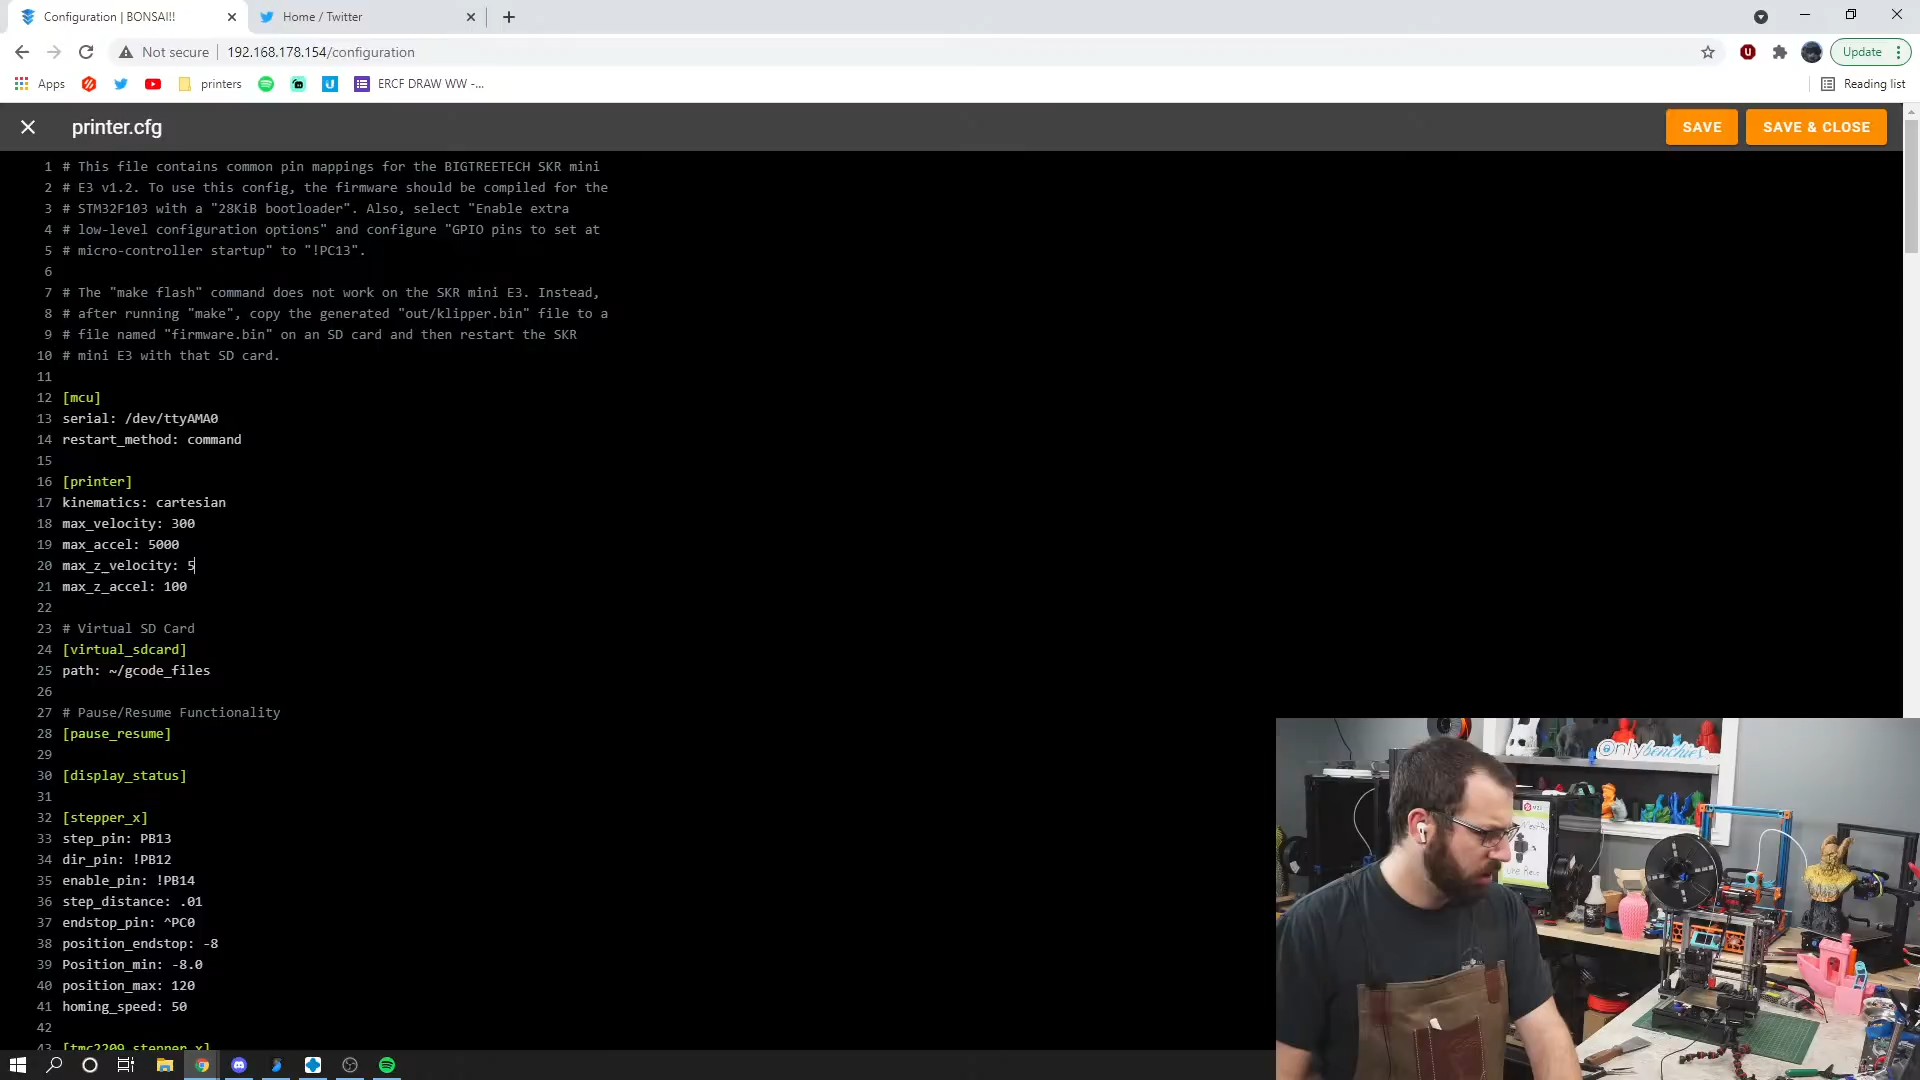 Configuration | BONSAI!!
Home / Twitter
Not secure
192.168.178.154/configuration
Update
Apps
printers
ERCF DRAW WW -...
Reading list
printer.cfg
SAVE
SAVE & CLOSE
1 # This file contains common pin mappings for the BIGTREETECH SKR mini
2 # E3 v1.2. To use this config, the firmware should be compiled for the
3 # STM32F103 with a "28KiB bootloader". Also, select "Enable extra
4 # low-level configuration options" and configure "GPIO pins to set at
5 # micro-controller startup" to "!PC13".
6
7 # The "make flash" command does not work on the SKR mini E3. Instead,
8 # after running "make", copy the generated "out/klipper.bin" file to a
9 # file named "firmware.bin" on an SD card and then restart the SKR
10 # mini E3 with that SD card.
11
12 [mcu]
13 serial: /dev/ttyAMA0
14 restart_method: command
15
16 [printer]
17 kinematics: cartesian
18 max_velocity: 300
19 max_accel: 5000
20 max_z_velocity: 5
21 max_z_accel: 100
22
23 # Virtual SD Card
24 [virtual_sdcard]
25 path: ~/gcode_files
26
27 # Pause/Resume Functionality
28 [pause_resume]
29
30 [display_status]
31
32 [stepper_x]
33 step_pin: PB13
34 dir_pin: !PB12
35 enable_pin: !PB14
36 step_distance: .01
37 endstop_pin: ^PC0
38 position_endstop: -8
39 Position_min: -8.0
40 position_max: 120
41 homing_speed: 50
42
43 [tmc2209 stepper_x]
@nlybenchies